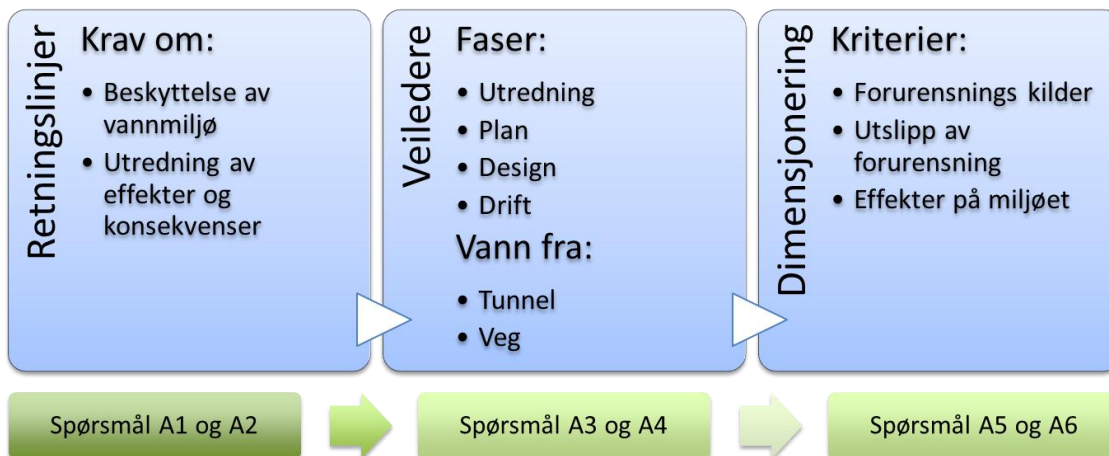 Retningslinjer
Krav om:
• Beskyttelse av
vannmiljø
• Utredning av
effekter og
konsekvenser
Veiledere
Faser:
• Utredning
• Plan
• Design
• Drift
Vann fra:
• Tunnel
• Veg
Dimensjonering
Kriterier:
• Forurensnings kilder
• Utslipp av
forurensning
• Effekter på miljøet
Spørsmål A1 og A2
Spørsmål A3 og A4
Spørsmål A5 og A6